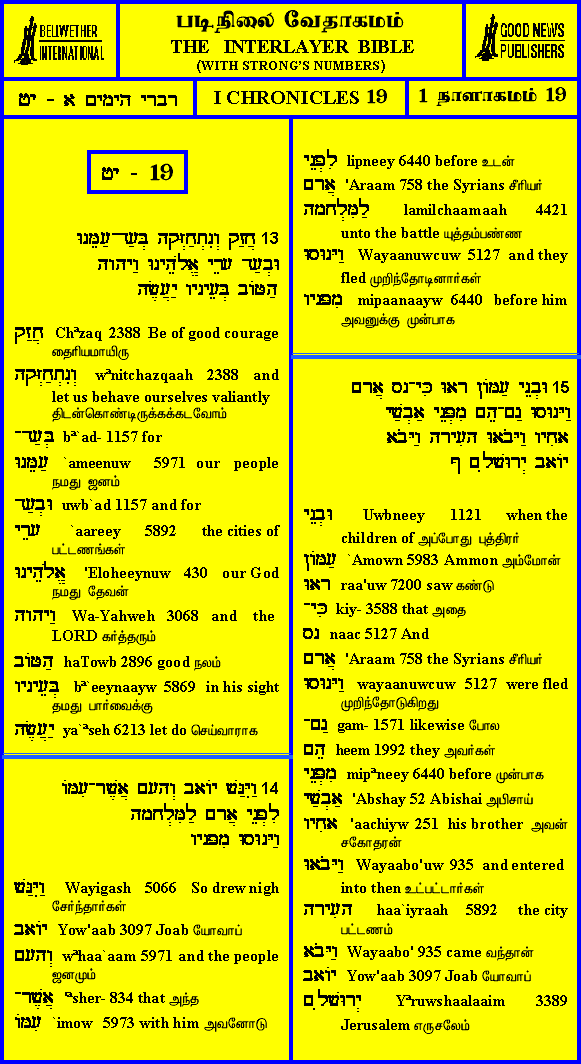 BELLWETHER
INTERNATIONAL
படிநிலை வேதாகமம்
THE INTERLAYER BIBLE
(WITH STRONG'S NUMBERS)
GOOD NEWS
PUBLISHERS
דברי הימים א - יט
I CHRONICLES 19
1 நாளாகமம் 19
יט - 19
13 חֲזַק וְנִתְחַזְּקָה בְּעַד־עַמֵּנוּ
וּבְעַד עָרֵי אֱלֹהֵינוּ וַיהוָה
הַטּוֹב בְּעֵינָיו יַעֲשֶׂה
חֲזַק Chªzaq 2388 Be of good courage
தைரியமாயிரு
וְנִתְחַזְּקָה wªnitchazqaah 2388 and
let us behave ourselves valiantly
திடன்கொண்டிருக்கக்கடவோம்
בְּעַד־ bª`ad- 1157 for
עַמֵּנוּ `ameenuw 5971 our people
நமது ஜனம்
וּבְעַד uwb`ad 1157 and for
עָרֵי `aareey 5892 the cities of
பட்டணங்கள்
אֱלֹהֵינוּ 'Eloheeynuw 430 our God
நமது தேவன்
וַיהוָה Wa-Yahweh 3068 and the
LORD கர்த்தரும்
הַטּוֹב haTowb 2896 good நலம்
בְּעֵינָיו bª`eeynaayw 5869 in his sight
தமது பார்வைக்கு
יַעֲשֶׂה ya`ªseh 6213 let do செய்வாராக
14 וַיִּגַּשׁ יוֹאָב וְהָעָם אֲשֶׁר־עִמּוֹ
לִפְנֵי אֲרָם לַמִּלְחָמָה
וַיָּנוּסוּ מִפָּנָיו
וַיִּגַּשׁ Wayigash 5066 So drew nigh
சேர்ந்தார்கள்
יוֹאָב Yow'aab 3097 Joab யோவாப்
וְהָעָם wªhaa`aam 5971 and the people
ஜனமும்
אֲשֶׁר־ 'ªsher- 834 that அந்த
עִמּוֹ `imow 5973 with him அவனோடு
לִפְנֵי lipneey 6440 before உடன்
אֲרָם 'Araam 758 the Syrians சீரியர்
לַמִּלְחָמָה lamilchaamaah 4421
unto the battle யுத்தம்பண்ண
וַיָּנוּסוּ Wayaanuwcuw 5127 and they
fled முறிந்தோடினார்கள்
מִפָּנָיו mipaanaayw 6440 before him
அவனுக்கு முன்பாக
15 וּבְנֵי עַמּוֹן רָאוּ כִּי־נָס אֲרָם
וַיָּנוּסוּ גַם־הֵם מִפְּנֵי אַבְשַׁי
אָחִיו וַיָּבֹאוּ הָעִירָה וַיָּבֹא
יוֹאָב יְרוּשָׁלִָם ף
וּבְנֵי Uwbneey 1121 when the
children of அப்போது புத்திரர்
עַמּוֹן `Amown 5983 Ammon அம்மோன்
רָאוּ raa'uw 7200 saw கண்டு
כִּי־ kiy- 3588 that அதை
נָס naac 5127 And
אֲרָם 'Araam 758 the Syrians சீரியர்
וַיָּנוּסוּ wayaanuwcuw 5127 were fled
முறிந்தோடுகிறது
גַם־ gam- 1571 likewise போல
הֵם heem 1992 they அவர்கள்
מִפְּנֵי mipªneey 6440 before முன்பாக
אַבְשַׁי 'Abshay 52 Abishai அபிசாய்
אָחִיו 'aachiyw 251 his brother அவன்
சகோதரன்
וַיָּבֹאוּ Wayaabo'uw 935 and entered
into then உட்பட்டார்கள்
הָעִירָה haa`iyraah 5892 the city
பட்டணம்
וַיָּבֹא Wayaabo' 935 came வந்தான்
יוֹאָב Yow'aab 3097 Joab யோவாப்
יְרוּשָׁלִָם Yªruwshaalaaim 3389
Jerusalem எருசலேம்